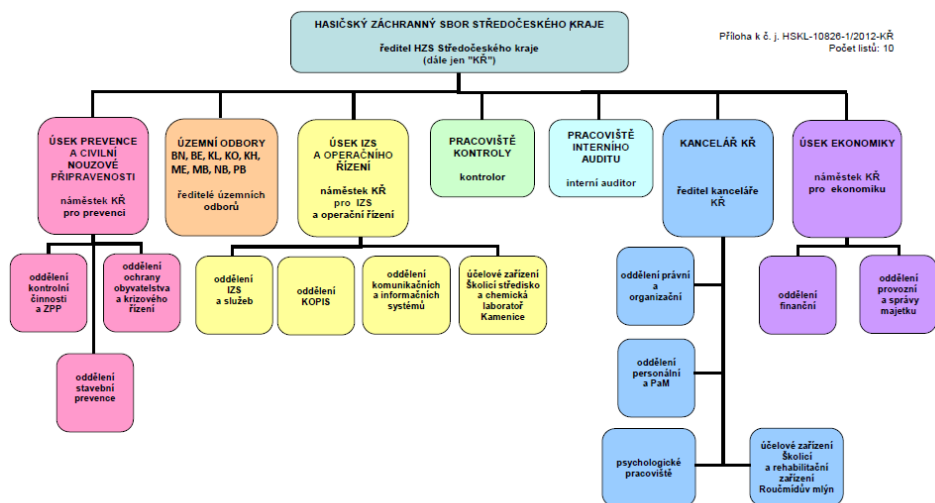 HASIČSKÝ ZÁCHRANNÝ SBOR STŘEDOČESKÉHO KRAJE
ředitel HZS Středočeského kraje
(dále jen "KŘ")
Příloha k č. j. HSKL-10826-1/2012-KŘ
Počet listů: 10
ÚSEK PREVENCE
A CIVILNÍ
NOUZOVÉ
PŘIPRAVENOSTI
náměstek KŘ
pro prevenci
ÚZEMNÍ ODBORY
BN, BE, KL, KO, KH,
ME, MB, NB, PB
ředitelé územních
odborů
ÚSEK IZS
A OPERAČNÍHO
ŘÍZENÍ
náměstek KŘ
pro IZS
a operační řízení
PRACOVIŠTĚ
KONTROLY
kontrolor
PRACOVIŠTĚ
INTERNÍHO
AUDITU
interní auditor
KANCELÁŘ KŘ
ředitel kanceláře
KŘ
ÚSEK EKONOMIKY
náměstek KŘ
pro ekonomiku
oddělení
kontrolní
činnosti
a ZPP
oddělení
ochrany
obyvatelstva
a krizového
řízení
oddělení
stavební
prevence
oddělení
IZS
a služeb
oddělení
KOPIS
oddělení
komunikačních
a informačních
systémů
účelové zařízení
Školicí středisko
a chemická
laboratoř
Kamenice
oddělení právní
a
organizační
oddělení
personální
a PaM
psychologické
pracoviště
účelové zařízení
Školicí
a rehabilitační
zařízení
Roučmídův mlýn
oddělení
finanční
oddělení
provozní
a správy
majetku